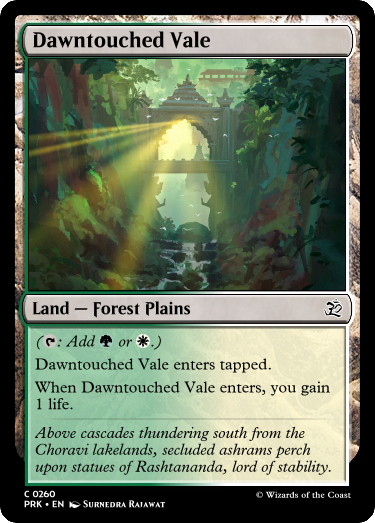 Dawntouched Vale
Land — Forest Plains
(: Add or .)
Dawntouched Vale enters tapped.
When Dawntouched Vale enters, you gain
1 life.
Above cascades thundering south from the
Choravi lakelands, secluded ashrams perch
upon statues of Rashtananda, lord of stability.
C 0260
PRK • EN Surnedra Rajawat
© Wizards of the Coast